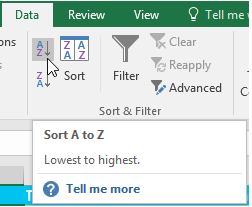 Data Review View Tell me
ons
Clear
Sort Filter Reapply
s Advanced
Sort & Filter
Sort A to Z
Lowest to highest.
Tell me more